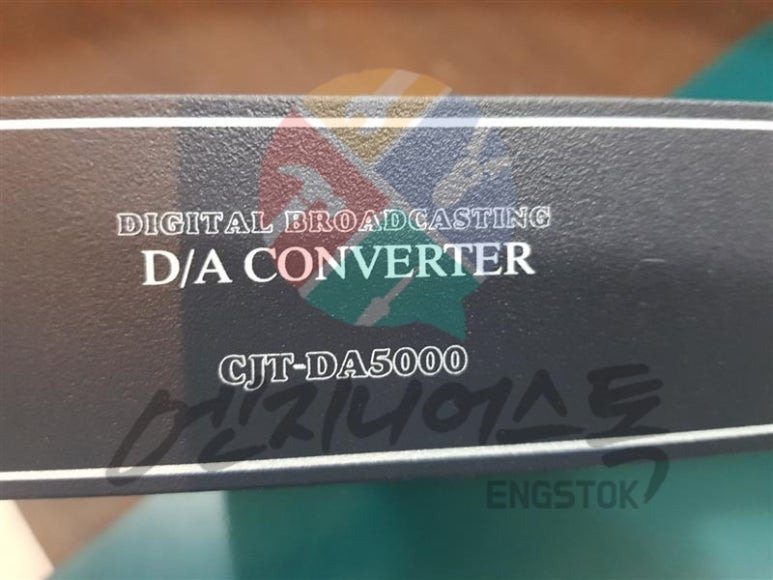 DIGITAL BROADCASTING
D/A CONVERTER
CJT-DA5000
엔지니어스톡
ENGSTOK